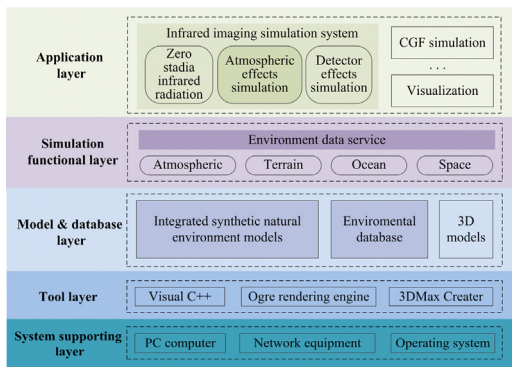 Application
layer
Infrared imaging simulation system
Zero
stadia
infrared
radiation
Atmospheric
effects
simulation
Detector
effects
simulation
CGF simulation
. . .
Visualization
Simulation
functional layer
Environment data service
Atmospheric
Terrain
Ocean
Space
Model & database
layer
Integrated synthetic natural
environment models
Enviromental
database
3D
models
Tool layer
Visual C++
Ogre rendering engine
3DMax Creater
System supporting
layer
PC computer
Network equipment
Operating system